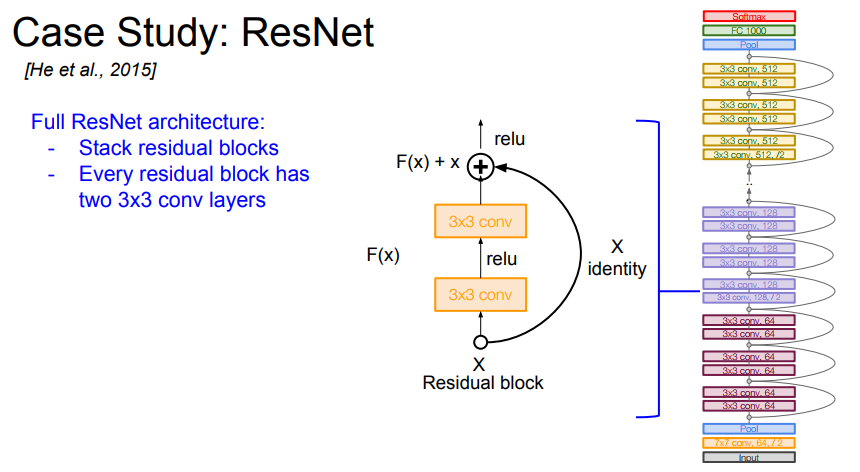 Case Study: ResNet
[He et al., 2015]
Full ResNet architecture:
- Stack residual blocks
- Every residual block has
two 3x3 conv layers
relu
F(x) + x
3x3 conv
F(x)
relu
X
identity
3x3 conv
X
Residual block
Softmax
FC 1000
Pool
3x3 conv, 512
3x3 conv, 512
3x3 conv, 512
3x3 conv, 512
3x3 conv, 512
3x3 conv, 512, /2
..
3x3 conv, 128
3x3 conv, 128
3x3 conv, 128
3x3 conv, 128
3x3 conv, 128
3x3 conv, 128, / 2
3x3 conv, 64
3x3 conv, 64
3x3 conv, 64
3x3 conv, 64
3x3 conv, 64
3x3 conv, 64
Pool
7x7 conv, 64, / 2
Input